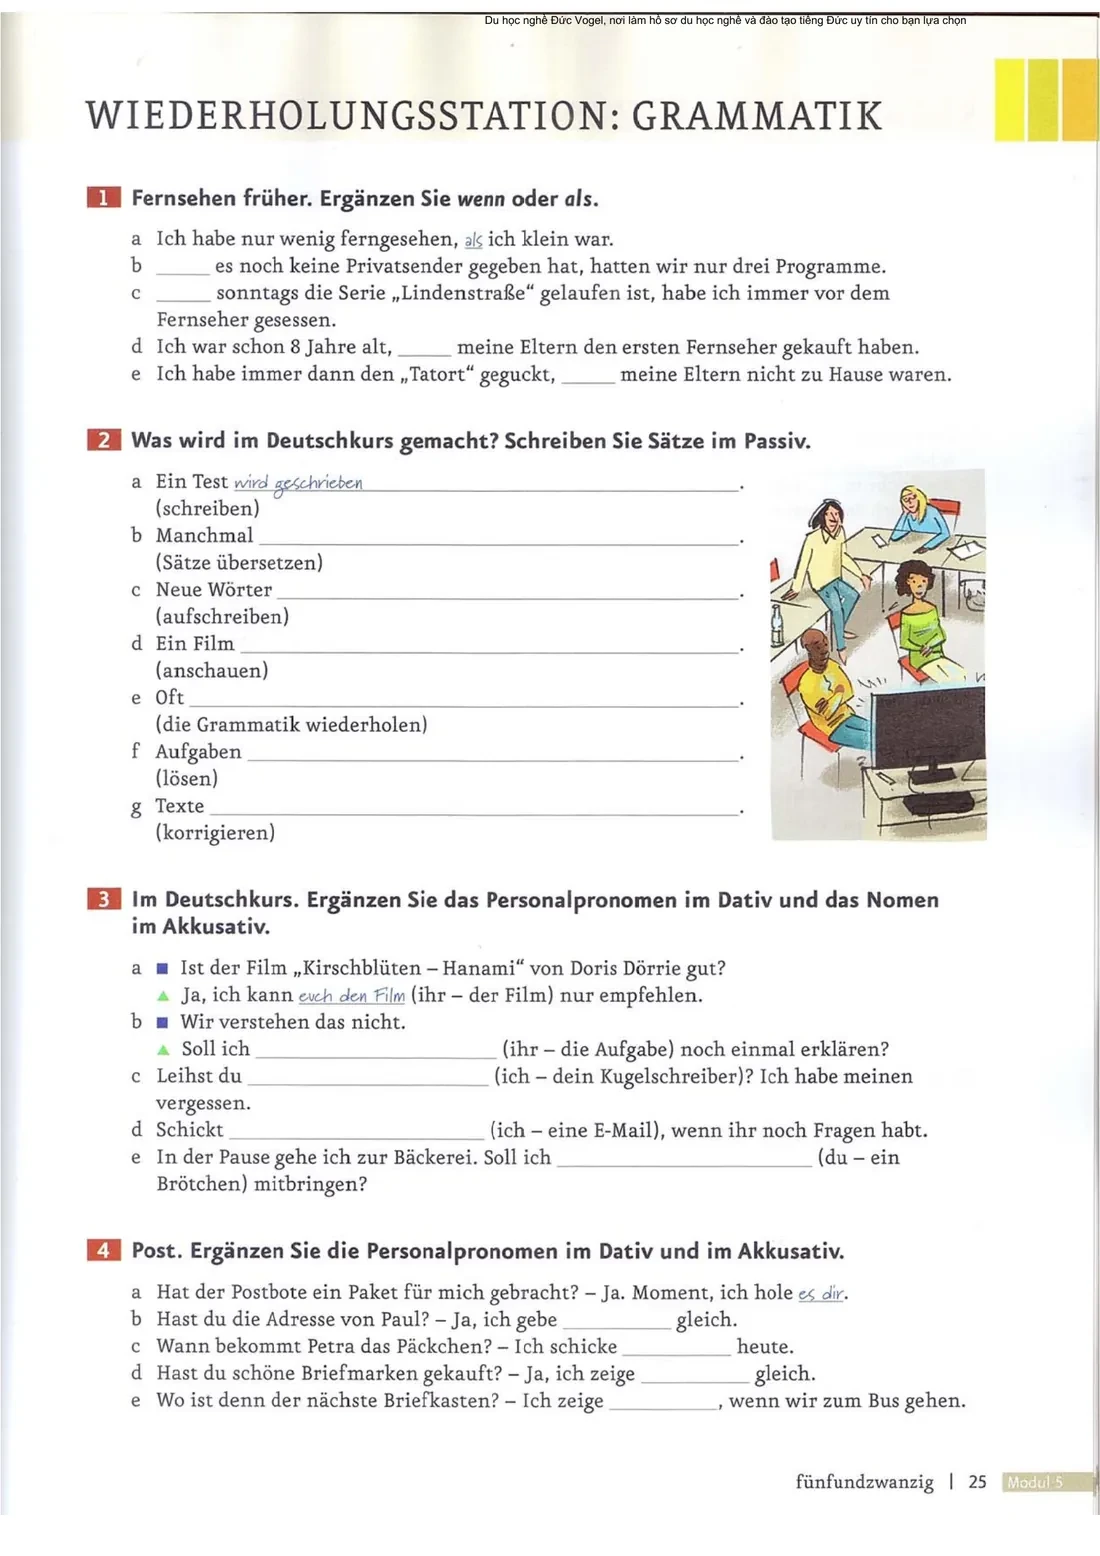 Du học nghề Đức Vogel, nơi làm hồ sơ du học nghề và đào tạo tiếng Đức uy tín cho bạn lựa chọn
WIEDERHOLUNGSSTATION: GRAMMATIK
1 Fernsehen früher. Ergänzen Sie wenn oder als.
a Ich habe nur wenig ferngesehen, als ich klein war.
b _____ es noch keine Privatsender gegeben hat, hatten wir nur drei Programme.
c _____ sonntags die Serie „Lindenstraße“ gelaufen ist, habe ich immer vor dem
Fernseher gesessen.
d Ich war schon 8 Jahre alt, _____ meine Eltern den ersten Fernseher gekauft haben.
e Ich habe immer dann den „Tatort“ geguckt, _____ meine Eltern nicht zu Hause waren.
2 Was wird im Deutschkurs gemacht? Schreiben Sie Sätze im Passiv.
a Ein Test wird geschrieben_____.
(schreiben)
b Manchmal _____.
(Sätze übersetzen)
c Neue Wörter _____.
(aufschreiben)
d Ein Film _____.
(anschauen)
e Oft _____.
(die Grammatik wiederholen)
f Aufgaben _____.
(lösen)
g Texte _____.
(korrigieren)
3 Im Deutschkurs. Ergänzen Sie das Personalpronomen im Dativ und das Nomen
im Akkusativ.
a ■ Ist der Film „Kirschblüten – Hanami“ von Doris Dörrie gut?
▲ Ja, ich kann euch den Film (ihr – der Film) nur empfehlen.
b ■ Wir verstehen das nicht.
▲ Soll ich _____ (ihr – die Aufgabe) noch einmal erklären?
c Leihst du _____ (ich – dein Kugelschreiber)? Ich habe meinen
vergessen.
d Schickt _____ (ich – eine E-Mail), wenn ihr noch Fragen habt.
e In der Pause gehe ich zur Bäckerei. Soll ich _____ (du – ein
Brötchen) mitbringen?
4 Post. Ergänzen Sie die Personalpronomen im Dativ und im Akkusativ.
a Hat der Postbote ein Paket für mich gebracht? – Ja. Moment, ich hole es dir.
b Hast du die Adresse von Paul? – Ja, ich gebe _____ gleich.
c Wann bekommt Petra das Päckchen? – Ich schicke _____ heute.
d Hast du schöne Briefmarken gekauft? – Ja, ich zeige _____ gleich.
e Wo ist denn der nächste Briefkasten? – Ich zeige _____, wenn wir zum Bus gehen.
fünfundzwanzig | 25 Modul 5